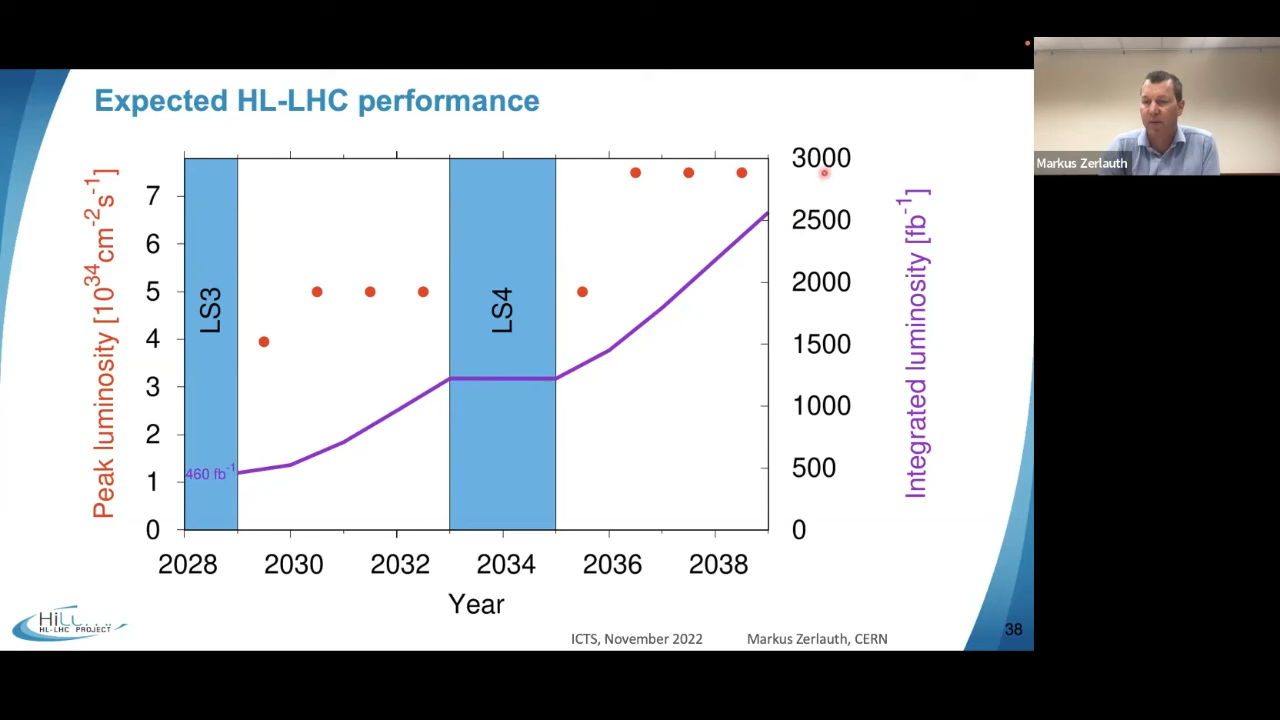 Expected HL-LHC performance
Markus Zerlauth
Peak luminosity [10^34 cm^-2 s^-1]
7
6
5
4
3
2
1
0
LS3
LS4
460 fb^-1
3000
2500
2000
1500
1000
500
0
Integrated luminosity [fb^-1]
2028 2030 2032 2034 2036 2038
Year
HiLu...
HL-LHC PROJECT
ICTS, November 2022 Markus Zerlauth, CERN
38